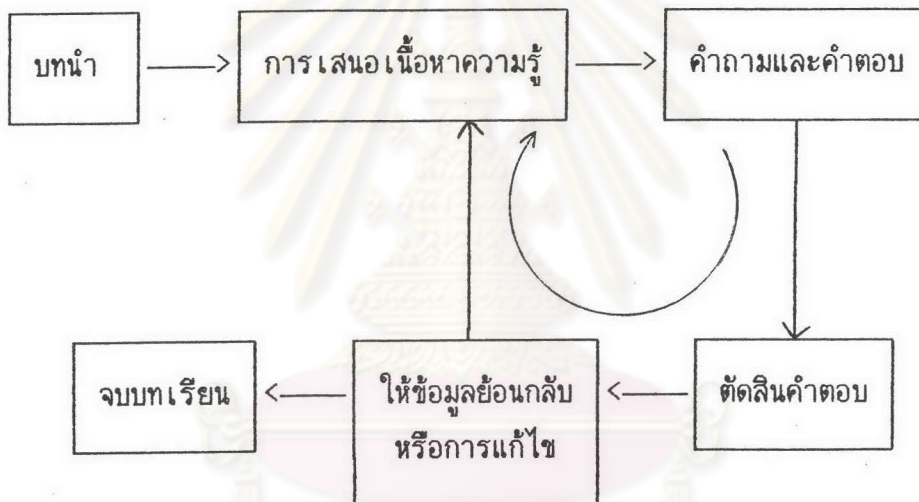 บทนำ
การเสนอเนื้อหาความรู้
คำถามและคำตอบ
จบบทเรียน
ให้ข้อมูลย้อนกลับ
หรือการแก้ไข
ตัดสินคำตอบ